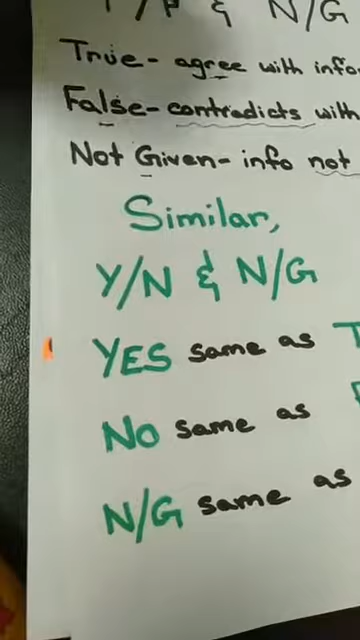 T/F & N/G
True- agree with info
False- contradicts with
Not Given- info not
Similar,
Y/N & N/G
YES same as T
No same as F
N/G same as